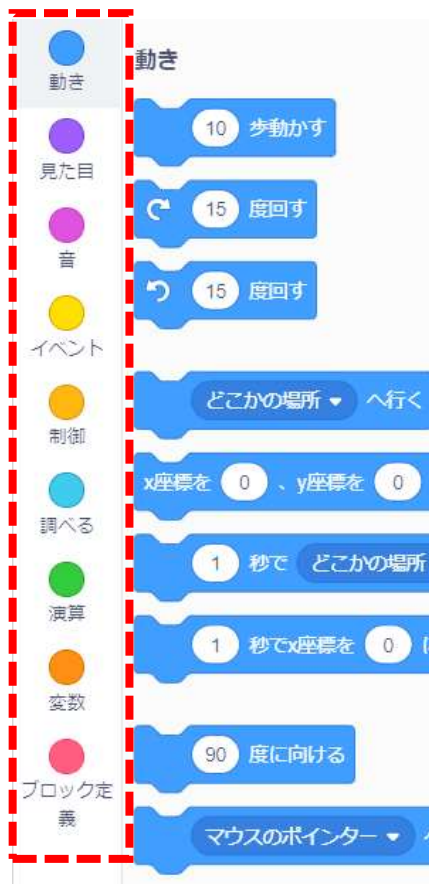 動き
見た目
音
イベント
制御
調べる
演算
変数
ブロック定
義
動き
10 歩動かす
15 度回す
15 度回す
どこかの場所 へ行く
x座標を 0 、y座標を 0
1 秒で どこかの場所
1 秒でx座標を 0
90 度に向ける
マウスのポインター